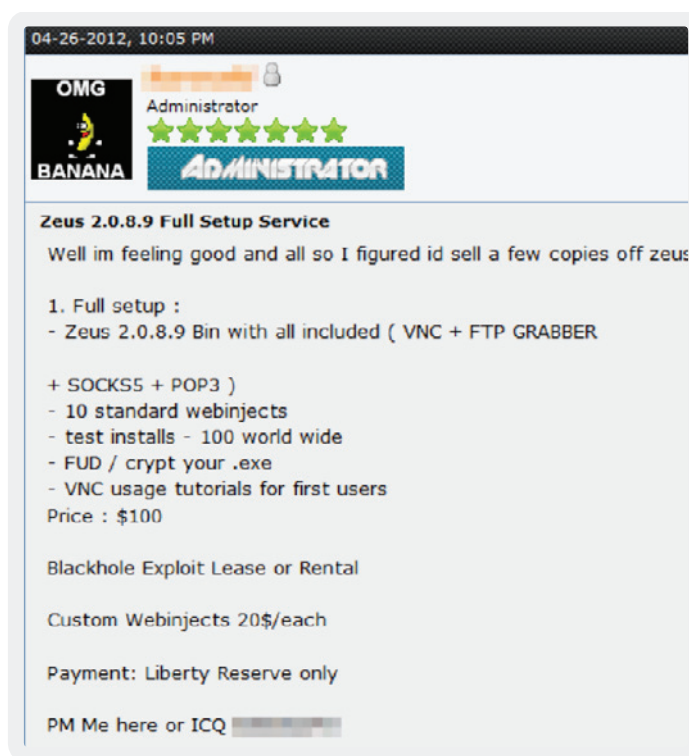 04-26-2012, 10:05 PM
OMG
BANANA
Administrator
ADMINISTRATOR
Zeus 2.0.8.9 Full Setup Service
Well im feeling good and all so I figured id sell a few copies off zeus
1. Full setup :
- Zeus 2.0.8.9 Bin with all included ( VNC + FTP GRABBER
+ SOCKS5 + POP3 )
- 10 standard webinjects
- test installs - 100 world wide
- FUD / crypt your .exe
- VNC usage tutorials for first users
Price : $100
Blackhole Exploit Lease or Rental
Custom Webinjects 20$/each
Payment: Liberty Reserve only
PM Me here or ICQ